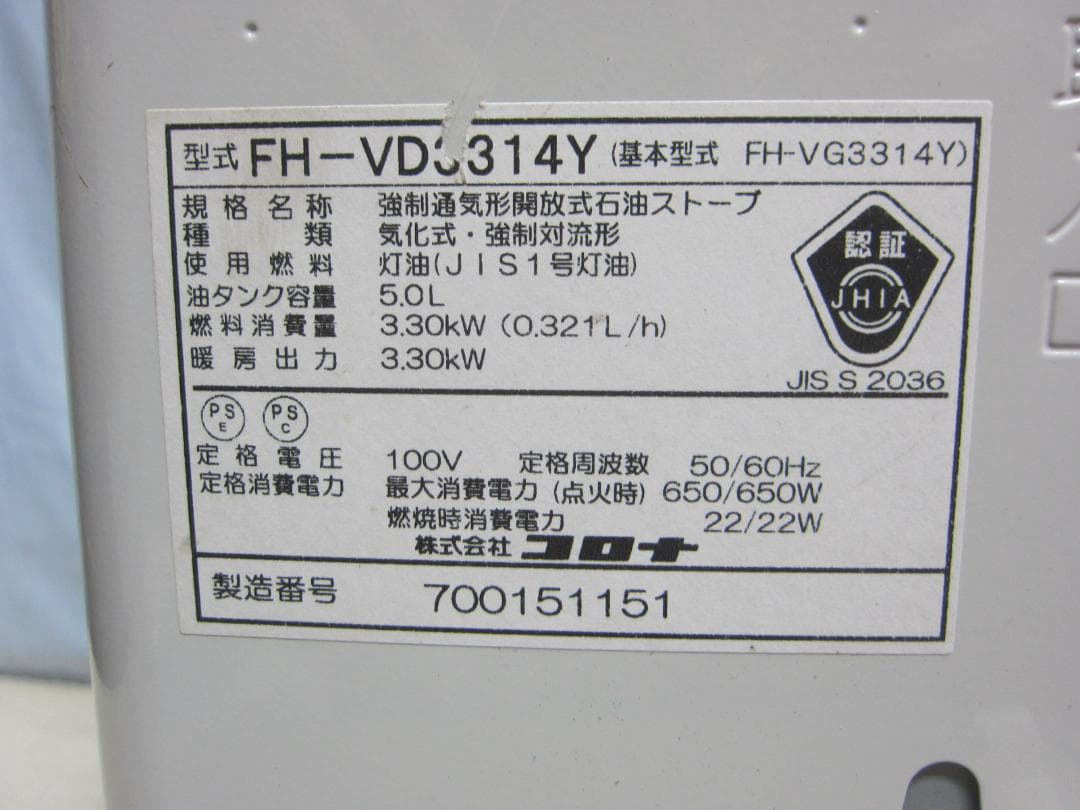 型式 FH-VD3314Y (基本型式 FH-VG3314Y)
規格名称 強制通気形開放式石油ストーブ
種類 気化式・強制対流形
使用燃料 灯油(JIS1号灯油)
油タンク容量 5.0L
燃料消費量 3.30kW (0.321L/h)
暖房出力 3.30kW
認証
JHIA
JIS S 2036
PS E PS C
定格電圧 100V 定格周波数 50/60Hz
定格消費電力 最大消費電力(点火時) 650/650W
燃焼時消費電力 22/22W
株式会社 コロナ
製造番号 700151151